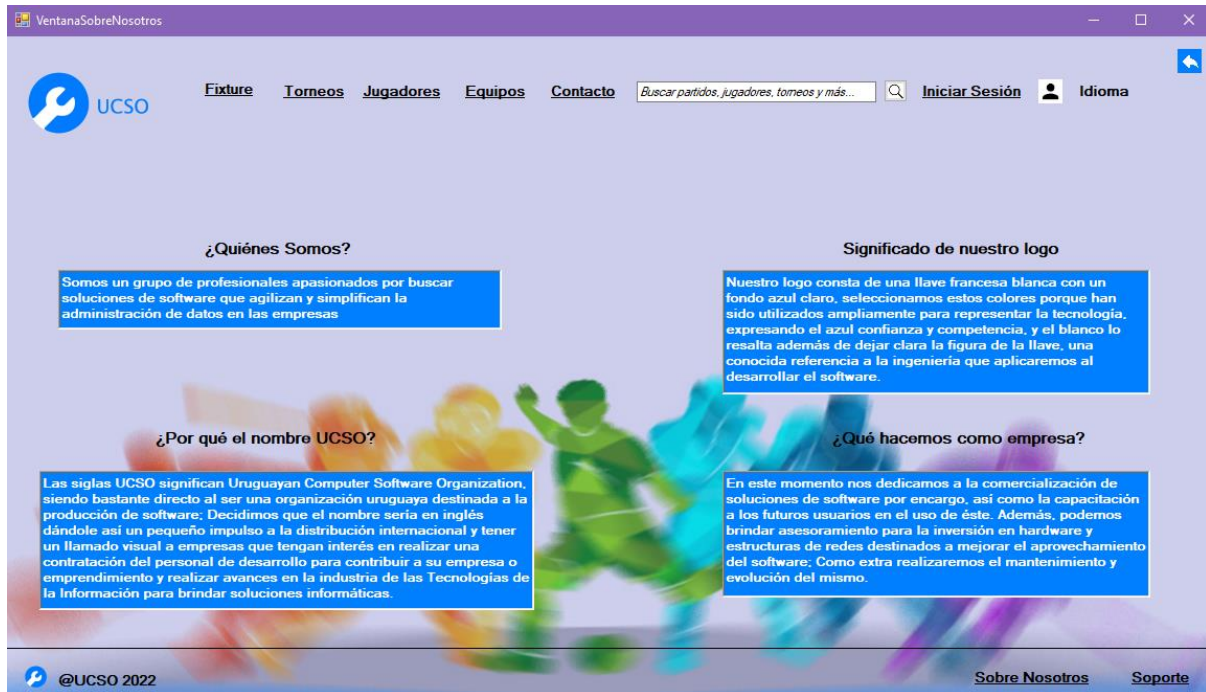 VentanaSobreNosotros
UCSO
Fixture Torneos Jugadores Equipos Contacto Buscar partidos, jugadores, torneos y más... Iniciar Sesión Idioma
¿Quiénes Somos?
Somos un grupo de profesionales apasionados por buscar
soluciones de software que agilizan y simplifican la
administración de datos en las empresas
Significado de nuestro logo
Nuestro logo consta de una llave francesa blanca con un
fondo azul claro, seleccionamos estos colores porque han
sido utilizados ampliamente para representar la tecnología,
expresando el azul confianza y competencia, y el blanco lo
resalta además de dejar clara la figura de la llave, una
conocida referencia a la ingeniería que aplicaremos al
desarrollar el software.
¿Por qué el nombre UCSO?
Las siglas UCSO significan Uruguayan Computer Software Organization,
siendo bastante directo al ser una organización uruguaya destinada a la
producción de software; Decidimos que el nombre sería en inglés
dándole así un pequeño impulso a la distribución internacional y tener
un llamado visual a empresas que tengan interés en realizar una
contratación del personal de desarrollo para contribuir a su empresa o
emprendimiento y realizar avances en la industria de las Tecnologías de
la Información para brindar soluciones informáticas.
¿Qué hacemos como empresa?
En este momento nos dedicamos a la comercialización de
soluciones de software por encargo, así como la capacitación
a los futuros usuarios en el uso de éste. Además, podemos
brindar asesoramiento para la inversión en hardware y
estructuras de redes destinados a mejorar el aprovechamiento
del software; Como extra realizaremos el mantenimiento y
evolución del mismo.
@UCSO 2022
Sobre Nosotros Soporte